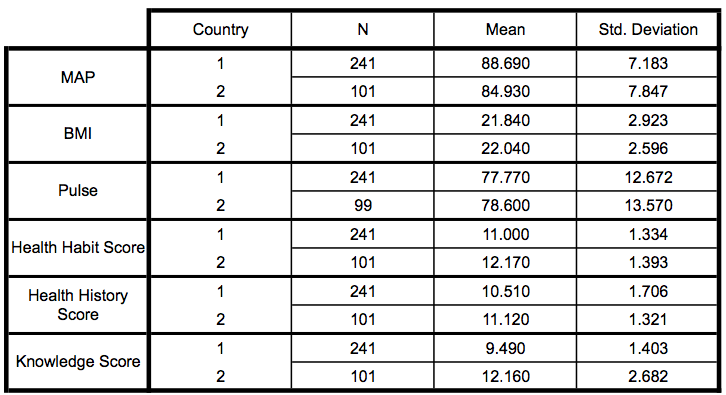 Country N Mean Std. Deviation
MAP 1 241 88.690 7.183
2 101 84.930 7.847
BMI 1 241 21.840 2.923
2 101 22.040 2.596
Pulse 1 241 77.770 12.672
2 99 78.600 13.570
Health Habit Score 1 241 11.000 1.334
2 101 12.170 1.393
Health History
Score
1 241 10.510 1.706
2 101 11.120 1.321
Knowledge Score 1 241 9.490 1.403
2 101 12.160 2.682